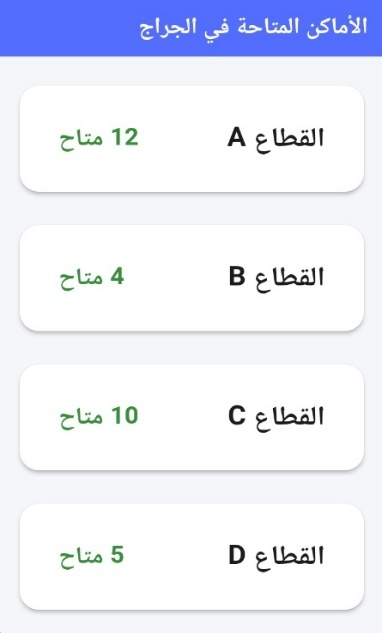 الأماكن المتاحة في الجراج
القطاع A
12 متاح
القطاع B
4 متاح
القطاع C
10 متاح
القطاع D
5 متاح